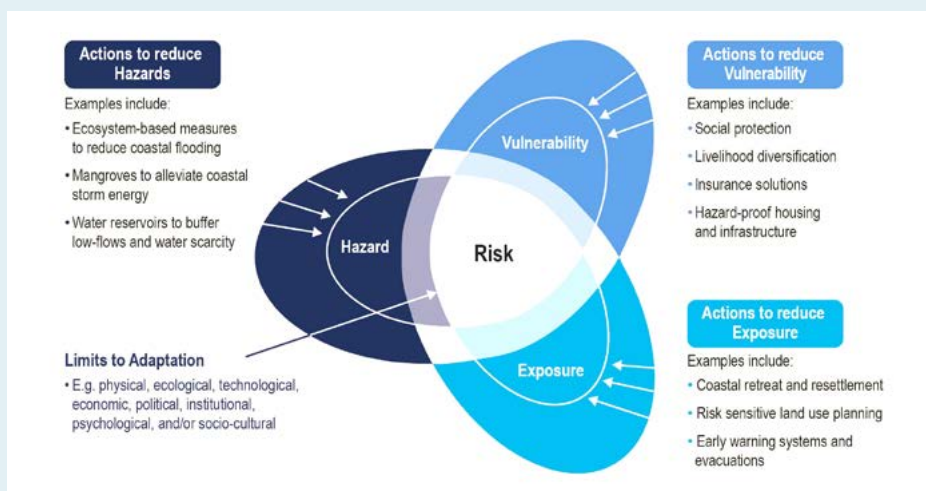 Actions to reduce
Hazards
Examples include:
• Ecosystem-based measures
to reduce coastal flooding
• Mangroves to alleviate coastal
storm energy
• Water reservoirs to buffer
low-flows and water scarcity
Limits to Adaptation
• E.g. physical, ecological, technological,
economic, political, institutional,
psychological, and/or socio-cultural
Vulnerability
Hazard
Risk
Exposure
Actions to reduce
Vulnerability
Examples include:
• Social protection
• Livelihood diversification
• Insurance solutions
• Hazard-proof housing
and infrastructure
Actions to reduce
Exposure
Examples include:
• Coastal retreat and resettlement
• Risk sensitive land use planning
• Early warning systems and
evacuations